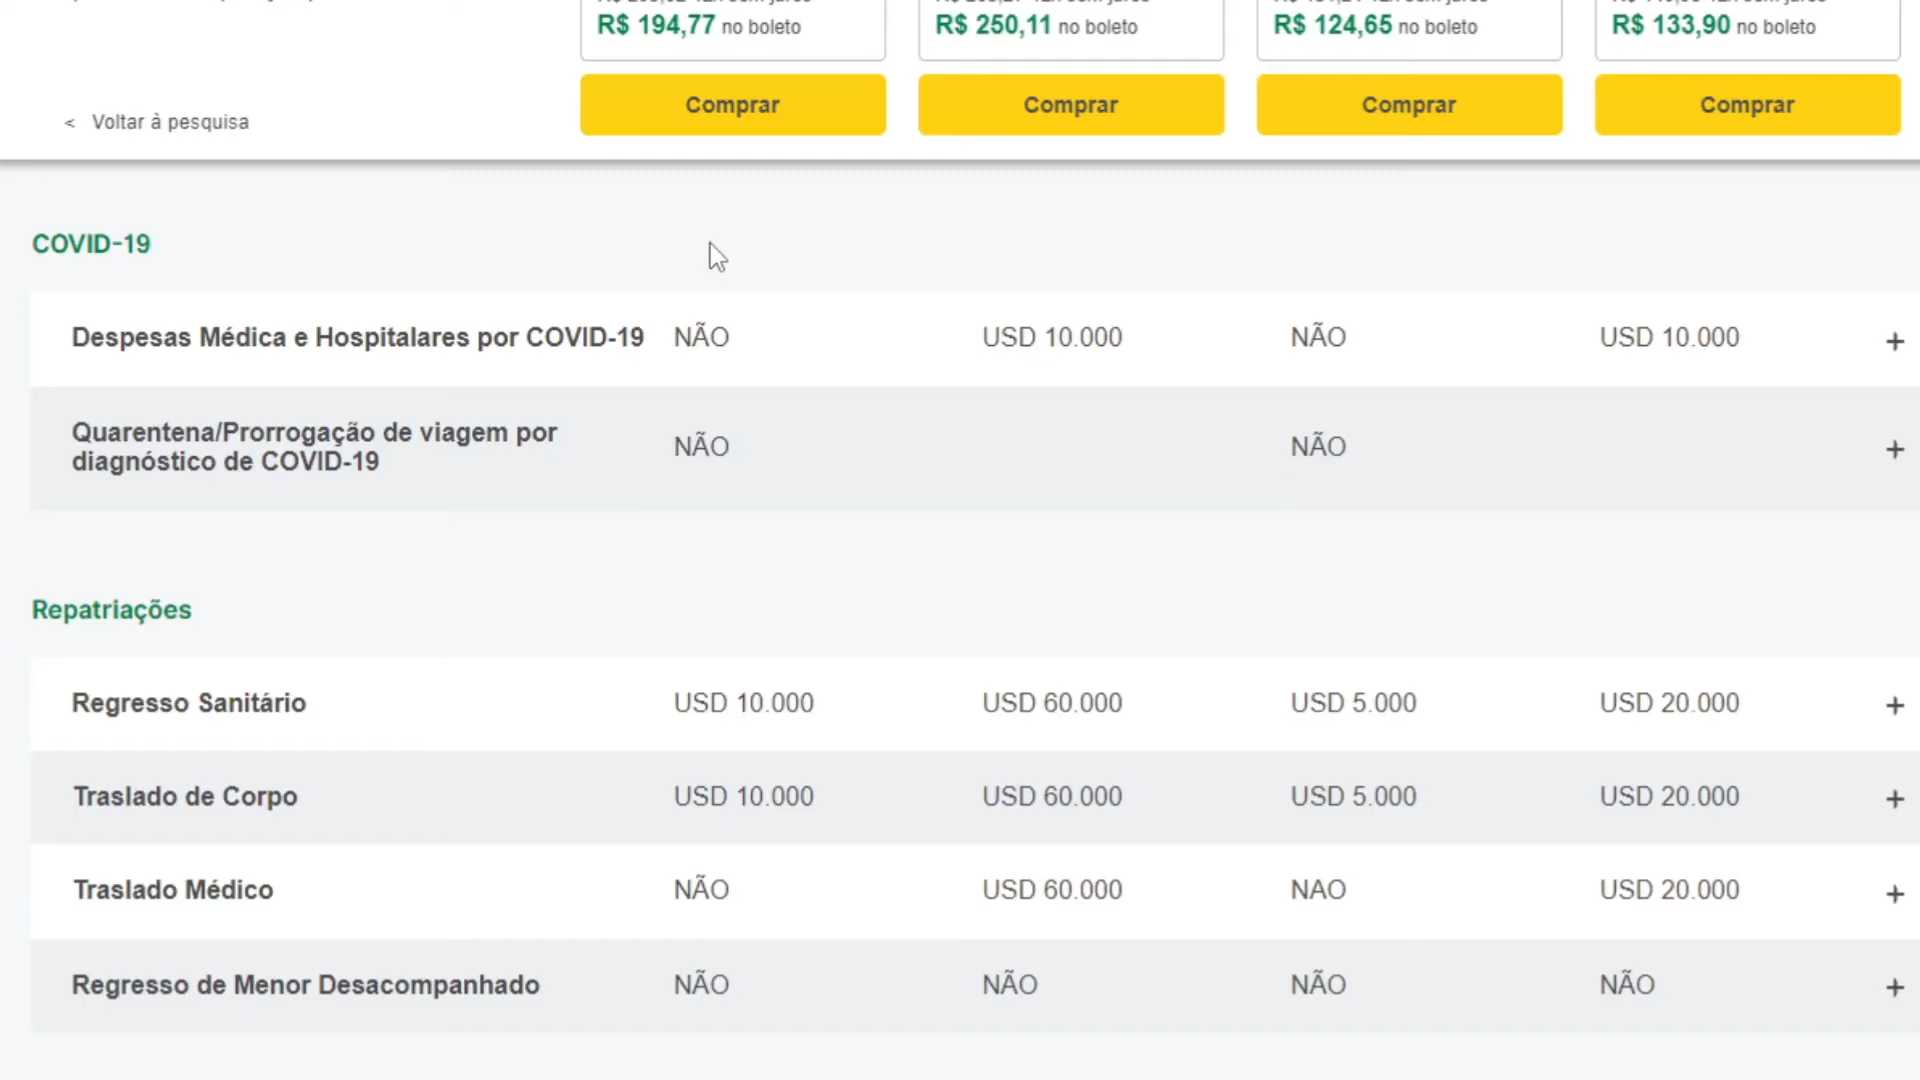 R$ 194,77 no boleto R$ 250,11 no boleto R$ 124,65 no boleto R$ 133,90 no boleto
Comprar Comprar Comprar Comprar
< Voltar à pesquisa
COVID-19
Despesas Médica e Hospitalares por COVID-19 NÃO USD 10.000 NÃO USD 10.000 +
Quarentena/Prorrogação de viagem por
diagnóstico de COVID-19 NÃO NÃO +
Repatriações
Regresso Sanitário USD 10.000 USD 60.000 USD 5.000 USD 20.000 +
Traslado de Corpo USD 10.000 USD 60.000 USD 5.000 USD 20.000 +
Traslado Médico NÃO USD 60.000 NAO USD 20.000 +
Regresso de Menor Desacompanhado NÃO NÃO NÃO NÃO +